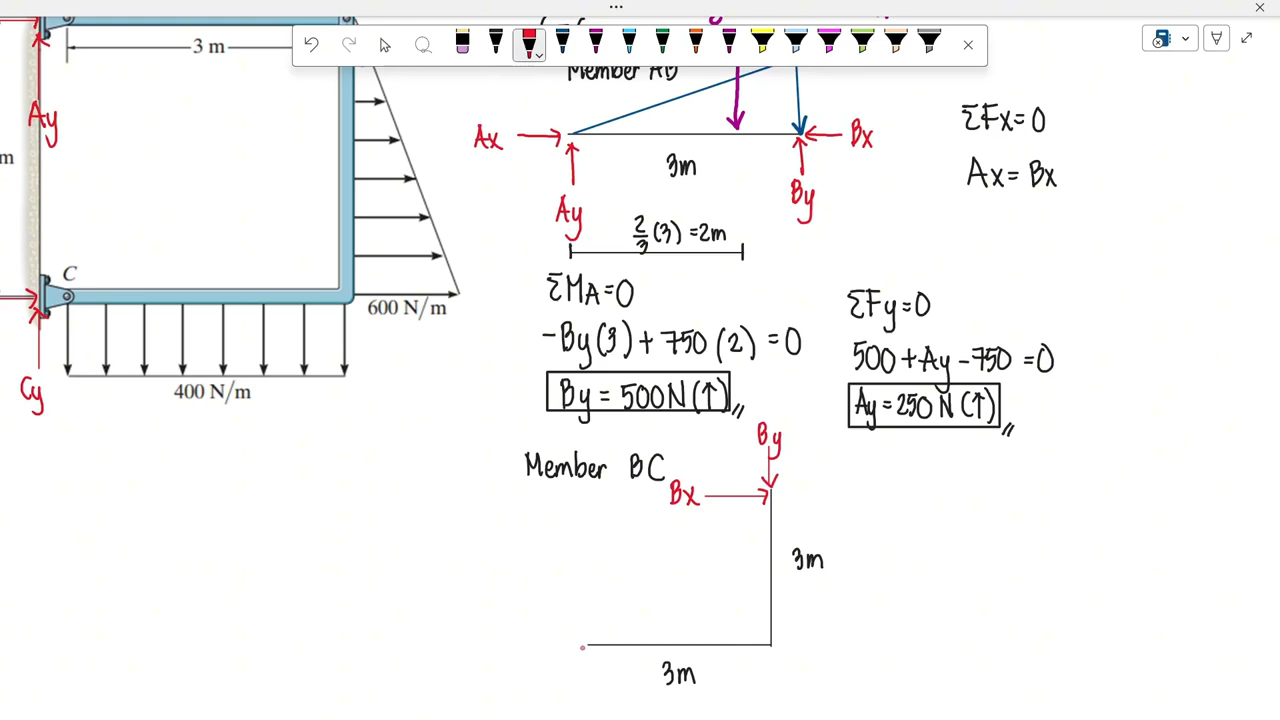 3 m
Ay
m
C
600 N/m
400 N/m
Cy
Member AB
Ax
Bx
3m
Ay
By
2/3 (3) = 2m
ΣFx=0
Ax= Bx
ΣMA=0
-By(3)+750(2)=0
By = 500N(↑)
ΣFy=0
500+Ay-750=0
Ay=250N(↑)
Member BC
By
Bx
3m
3m